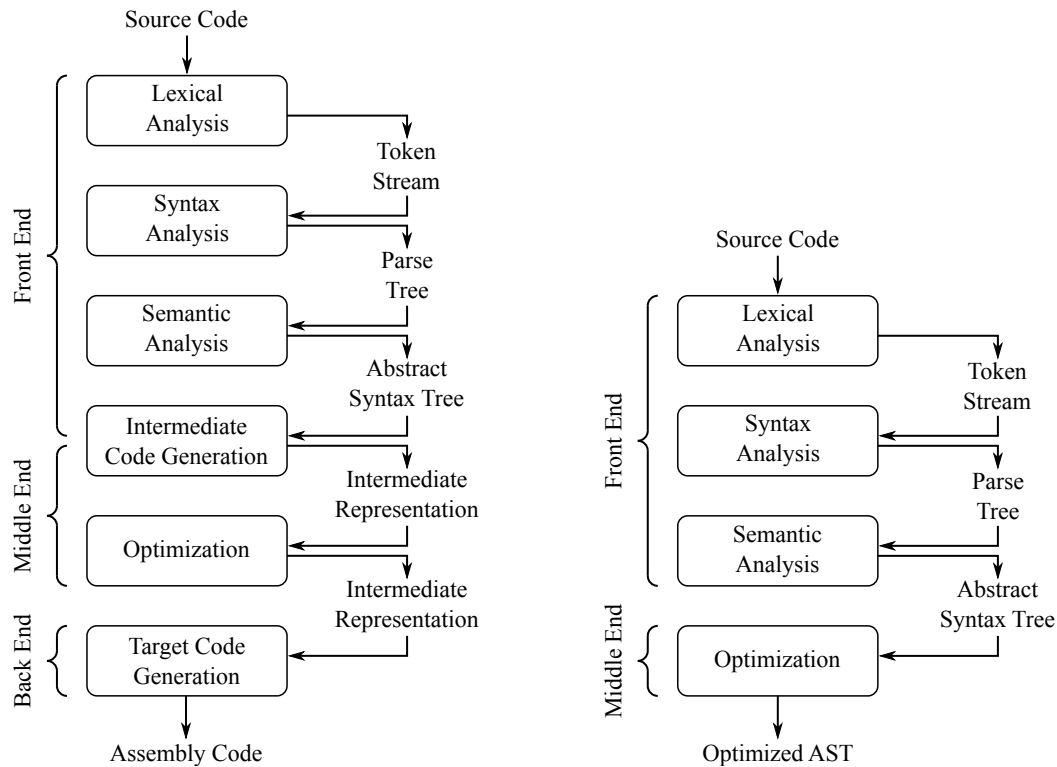 Source Code
Lexical
Analysis
Token
Stream
Syntax
Analysis
Parse
Tree
Semantic
Analysis
Abstract
Syntax Tree
Intermediate
Code Generation
Intermediate
Representation
Optimization
Intermediate
Representation
Target Code
Generation
Assembly Code
Front End
Middle End
Back End
Source Code
Lexical
Analysis
Token
Stream
Syntax
Analysis
Parse
Tree
Semantic
Analysis
Abstract
Syntax Tree
Optimization
Optimized AST
Front End
Middle End